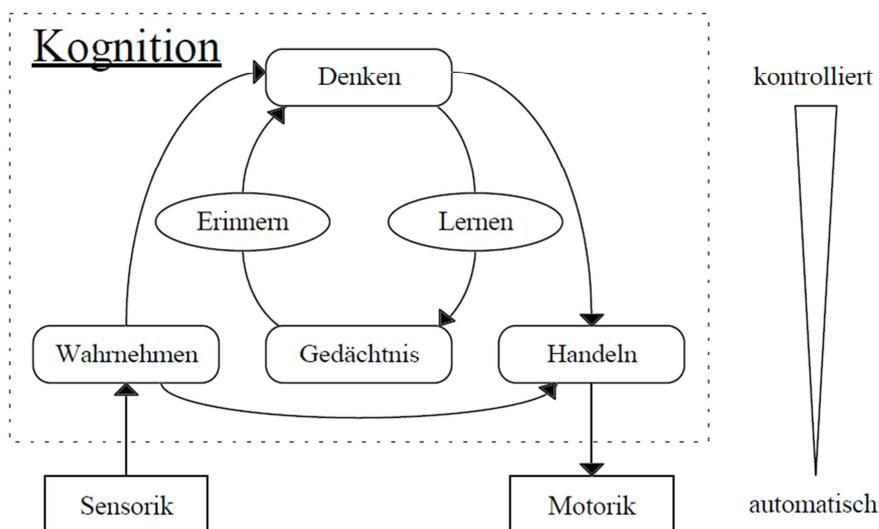 Kognition
Denken
kontrolliert
Erinnern
Lernen
Wahrnehmen
Gedächtnis
Handeln
Sensorik
Motorik
automatisch